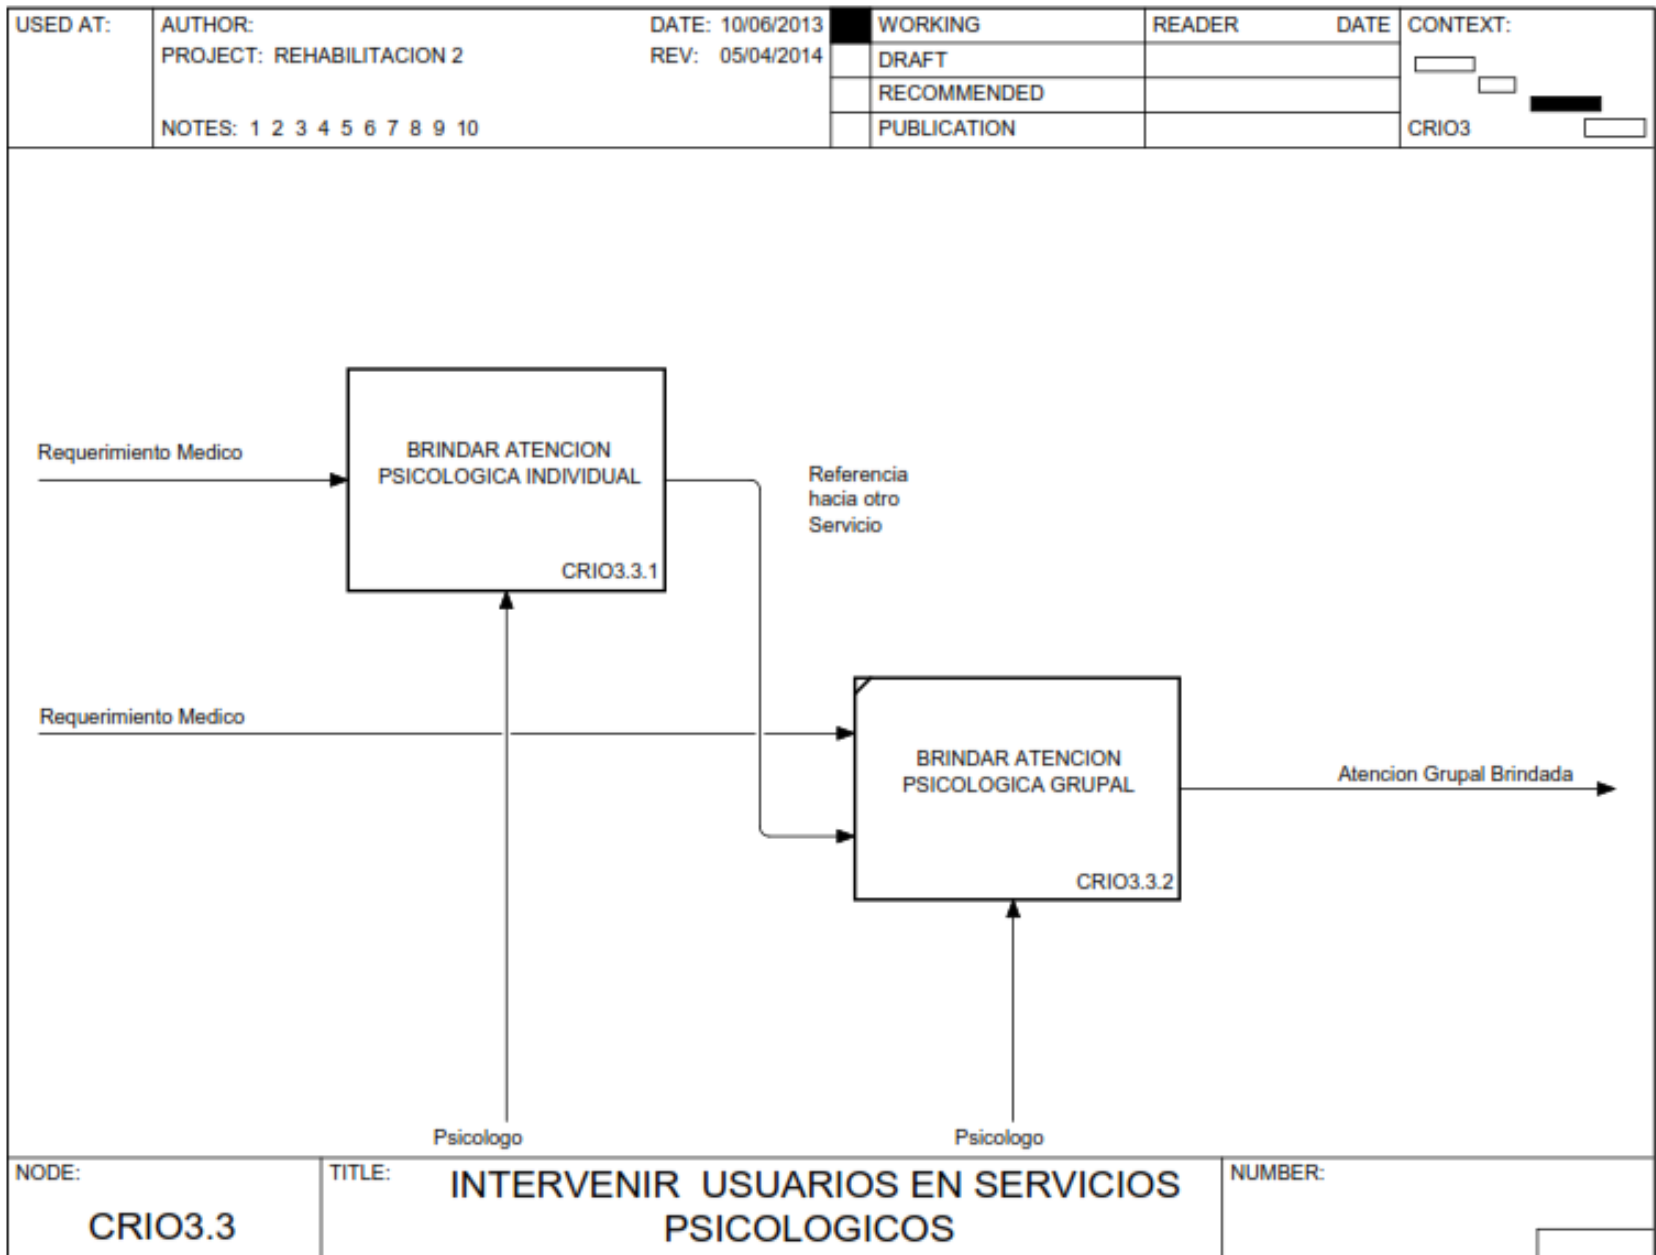 USED AT:
AUTHOR:
DATE: 10/06/2013
PROJECT: REHABILITACION 2
REV: 05/04/2014
NOTES: 1 2 3 4 5 6 7 8 9 10
WORKING
DRAFT
RECOMMENDED
PUBLICATION
READER DATE
CONTEXT:
CRIO3
Requerimiento Medico
BRINDAR ATENCION
PSICOLOGICA INDIVIDUAL
CRIO3.3.1
Referencia
hacia otro
Servicio
Requerimiento Medico
BRINDAR ATENCION
PSICOLOGICA GRUPAL
CRIO3.3.2
Atencion Grupal Brindada
Psicologo
Psicologo
NODE:
CRIO3.3
TITLE:
INTERVENIR USUARIOS EN SERVICIOS
PSICOLOGICOS
NUMBER: